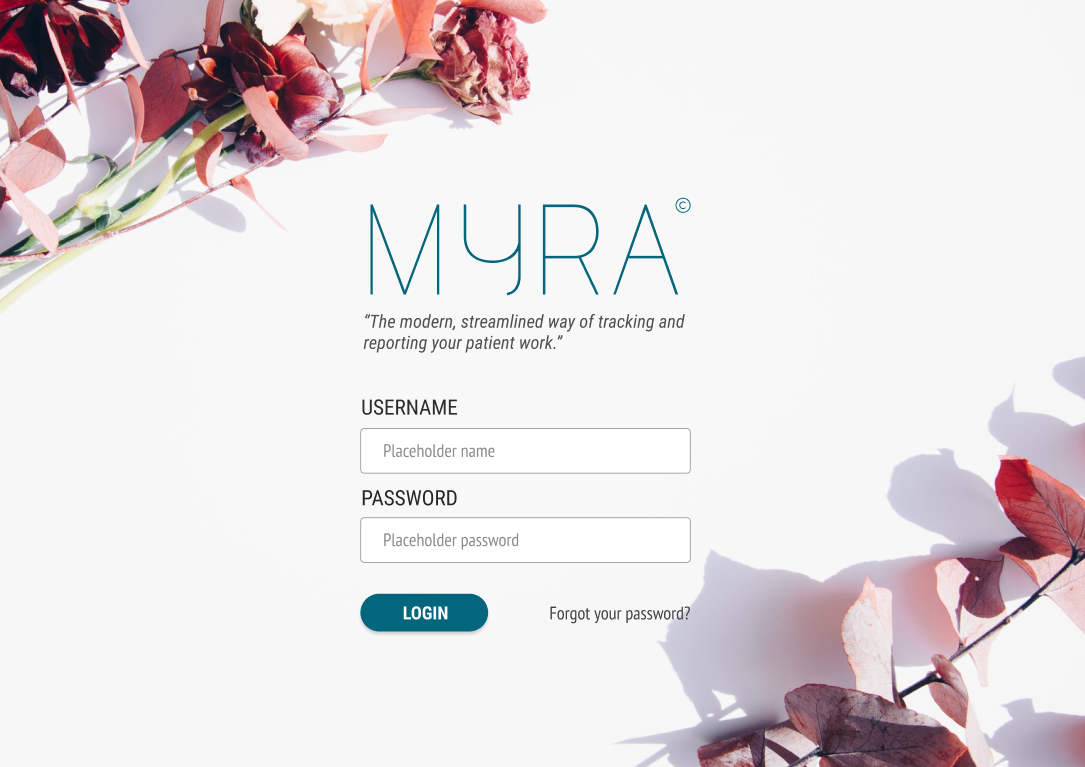 MYRA©
“The modern, streamlined way of tracking and
reporting your patient work.”
USERNAME
Placeholder name
PASSWORD
Placeholder password
LOGIN
Forgot your password?